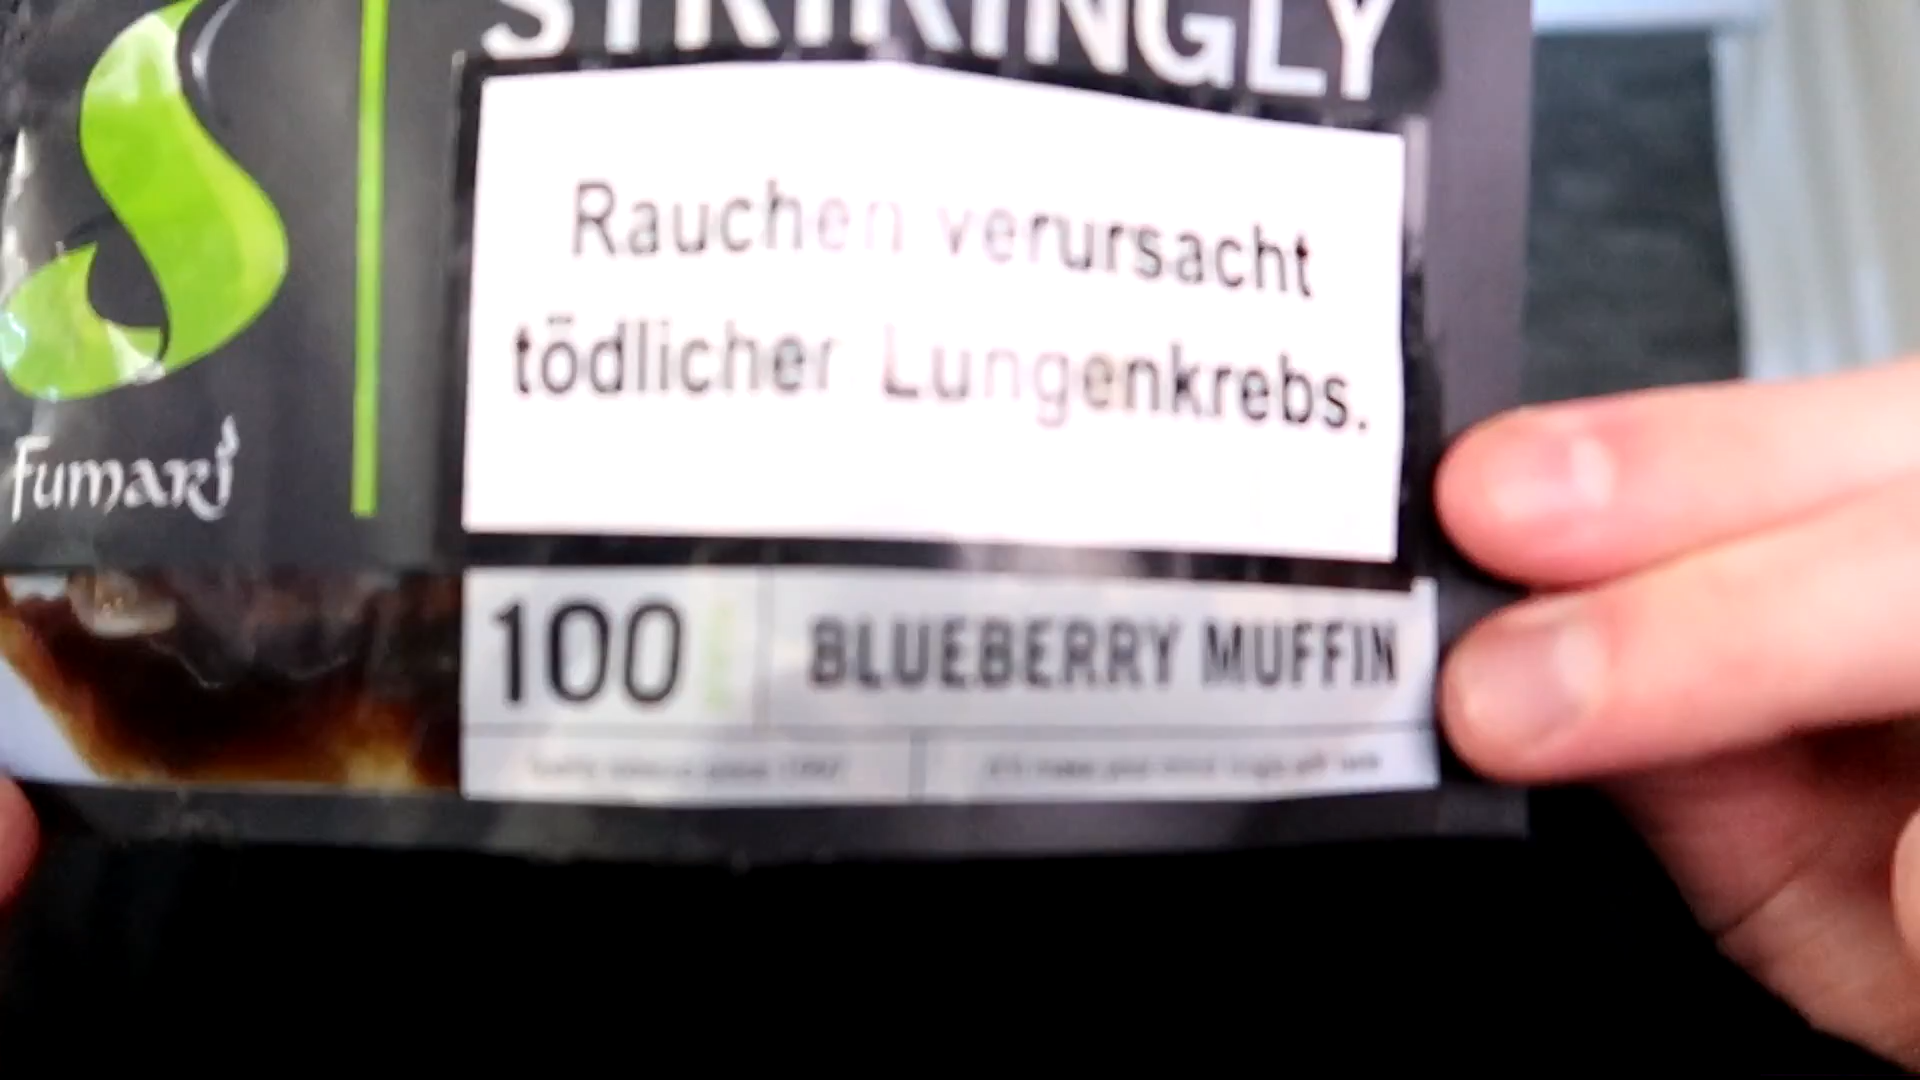 STRIKINGLY
Rauchen verursacht
tödlicher Lungenkrebs.
fumari
100
BLUEBERRY MUFFIN